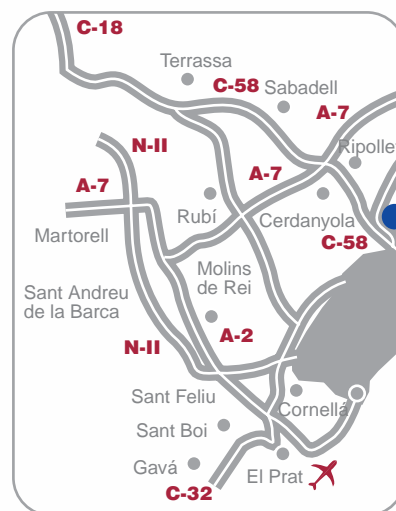 C-18
Terrassa
C-58
Sabadell
A-7
N-II
Ripollet
A-7
A-7
Rubí
Cerdanyola
Martorell
C-58
Molins
de Rei
Sant Andreu
de la Barca
A-2
N-II
Sant Feliu
Cornellá
Sant Boi
Gavá
El Prat
C-32